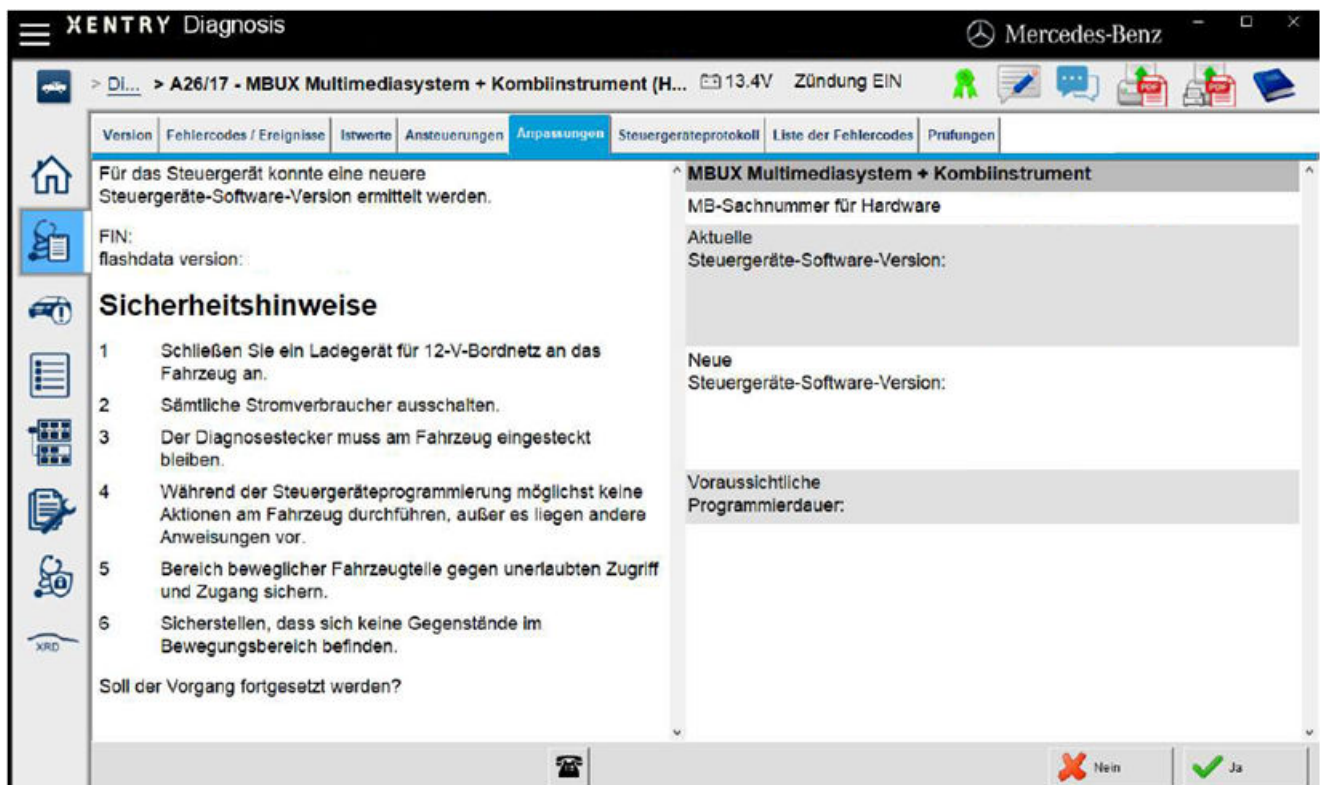 XENTRY Diagnosis
Mercedes-Benz
> Di... > A26/17 - MBUX Multimediasystem + Kombiinstrument (H... 13.4V Zündung EIN
PDF
PDF
Version Fehlercodes / Ereignisse Istwerte Ansteuerungen Anpassungen Steuergeräteprotokoll Liste der Fehlercodes Prüfungen
Für das Steuergerät konnte eine neuere
Steuergeräte-Software-Version ermittelt werden.
FIN:
flashdata version:
Sicherheitshinweise
1 Schließen Sie ein Ladegerät für 12-V-Bordnetz an das
Fahrzeug an.
2 Sämtliche Stromverbraucher ausschalten.
3 Der Diagnosestecker muss am Fahrzeug eingesteckt
bleiben.
4 Während der Steuergeräteprogrammierung möglichst keine
Aktionen am Fahrzeug durchführen, außer es liegen andere
Anweisungen vor.
5 Bereich beweglicher Fahrzeugteile gegen unerlaubten Zugriff
und Zugang sichern.
6 Sicherstellen, dass sich keine Gegenstände im
Bewegungsbereich befinden.
Soll der Vorgang fortgesetzt werden?
MBUX Multimediasystem + Kombiinstrument
MB-Sachnummer für Hardware
Aktuelle
Steuergeräte-Software-Version:
Neue
Steuergeräte-Software-Version:
Voraussichtliche
Programmierdauer:
XRD
Nein
Ja